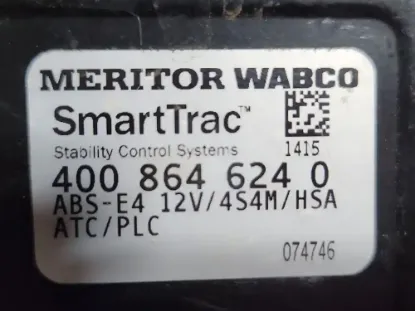 MERITOR WABCO
SmartTrac™
Stability Control Systems 1415
400 864 624 0
ABS-E4 12V/4S4M/HSA
ATC/PLC
074746